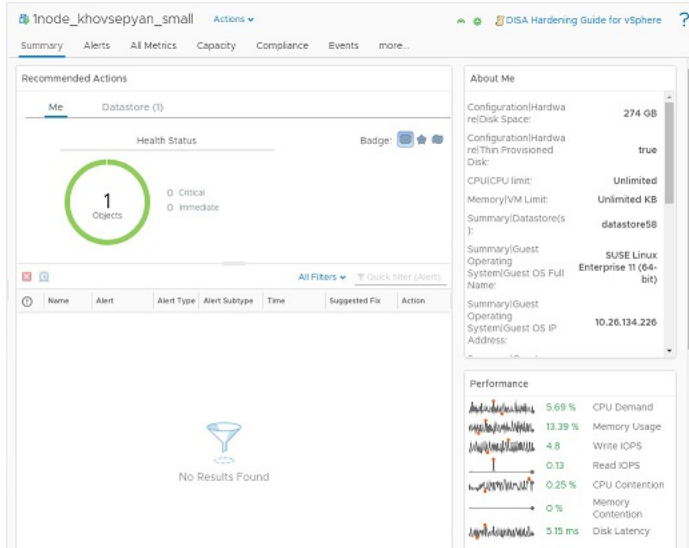 1node_khovsepyan_small
Actions
DISA Hardening Guide for vSphere
?
Summary
Alerts
All Metrics
Capacity
Compliance
Events
more...
Recommended Actions
Me
Datastore (1)
Health Status
Badge:
1
Objects
0 Critical
0 Immediate
All Filters
Quick filter (Alert)
Name
Alert
Alert Type
Alert Subtype
Time
Suggested Fix
Action
No Results Found
About Me
Configuration|Hardwa
re|Disk Space:
274 GB
Configuration|Hardwa
re|Thin Provisioned
Disk:
true
CPU|CPU limit:
Unlimited
Memory|VM Limit:
Unlimited KB
Summary|Datastore(s
):
datastore58
Summary|Guest
Operating
System|Guest OS Full
Name:
SUSE Linux
Enterprise 11 (64-
bit)
Summary|Guest
Operating
System|Guest OS IP
Address:
10.26.134.226
Performance
5.69 %
CPU Demand
13.39 %
Memory Usage
4.8
Write IOPS
0.13
Read IOPS
0.25 %
CPU Contention
0 %
Memory
Contention
5.15 ms
Disk Latency